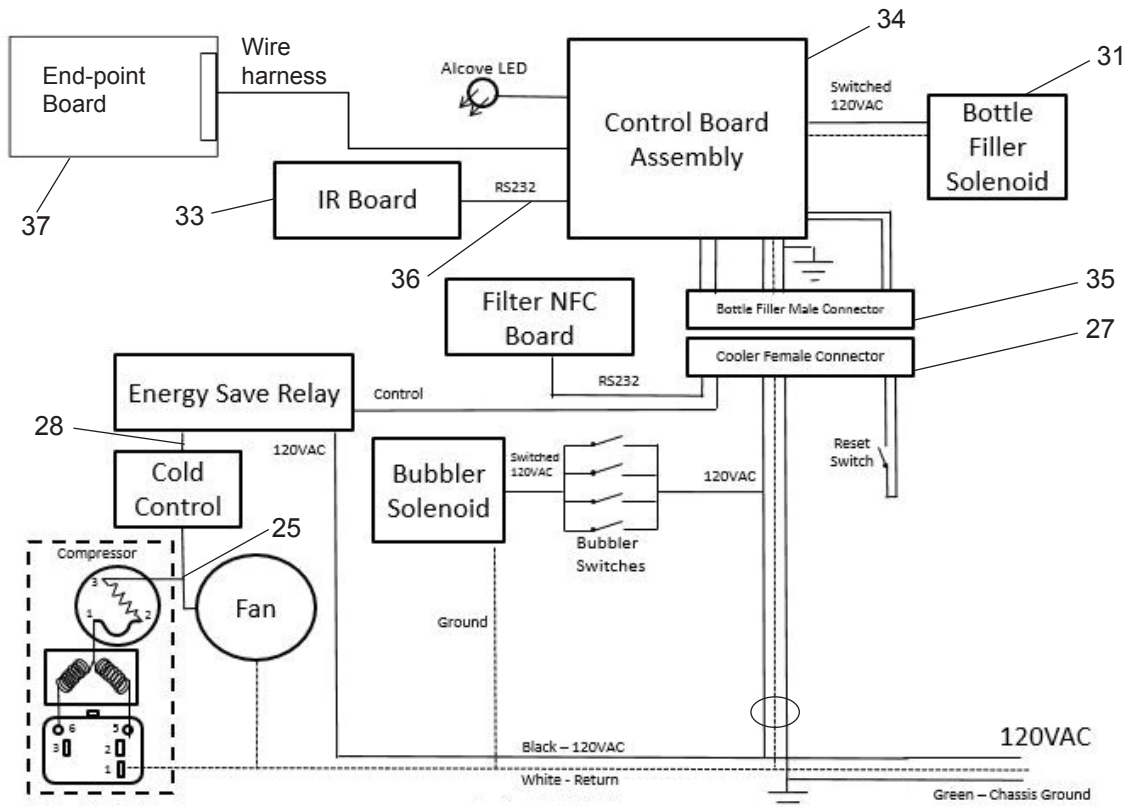 34
37
31
Wire
harness
End-point
Board
Alcove LED
Switched
120VAC
Control Board
Assembly
Bottle
Filler
Solenoid
33
IR Board
RS232
36
Filter NFC
Board
Bottle Filler Male Connector
35
Cooler Female Connector
27
RS232
Energy Save Relay
Control
28
120VAC
Cold
Control
Bubbler
Solenoid
Switched
120VAC
120VAC
Reset
Switch
Bubbler
Switches
25
Compressor
3
1
2
Fan
Ground
6
5
3
2
1
Black – 120VAC
120VAC
White - Return
Green – Chassis Ground